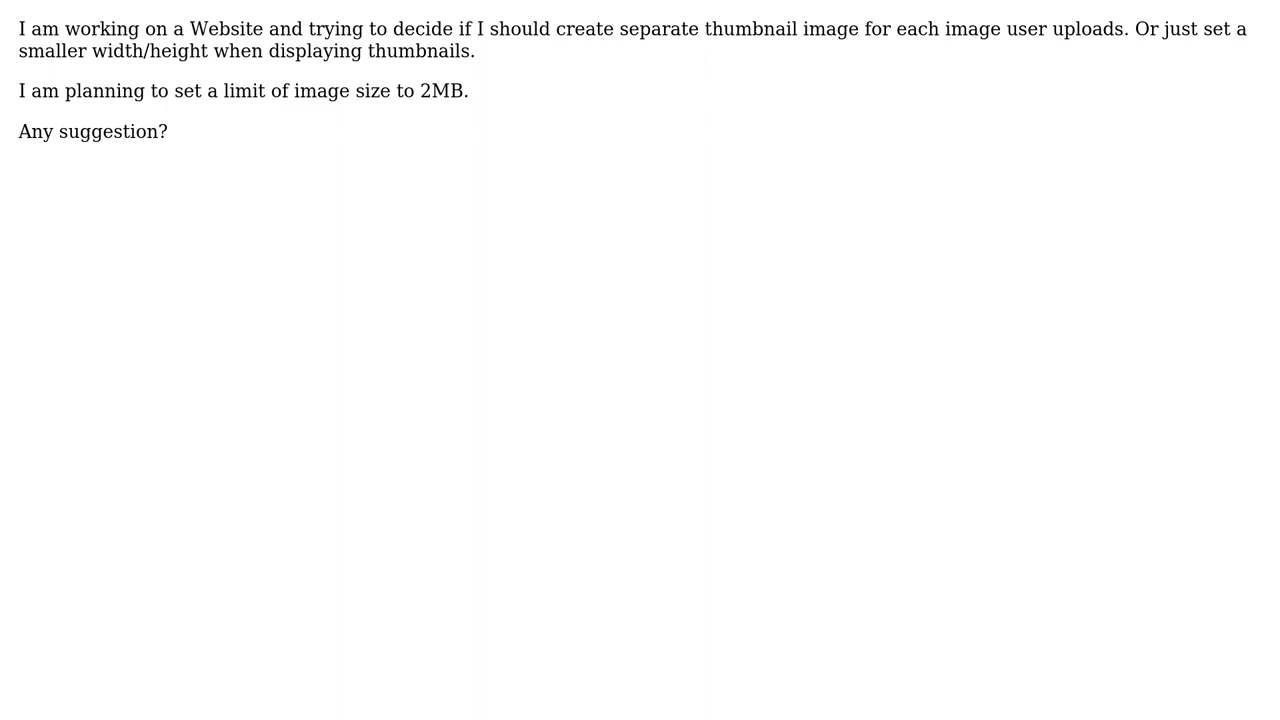 I am working on a Website and trying to decide if I should create separate thumbnail image for each image user uploads. Or just set a
smaller width/height when displaying thumbnails.
I am planning to set a limit of image size to 2MB.
Any suggestion?